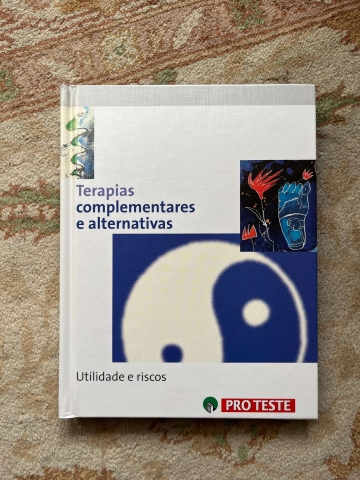 Terapias
complementares
e alternativas
Utilidade e riscos
PRO TESTE